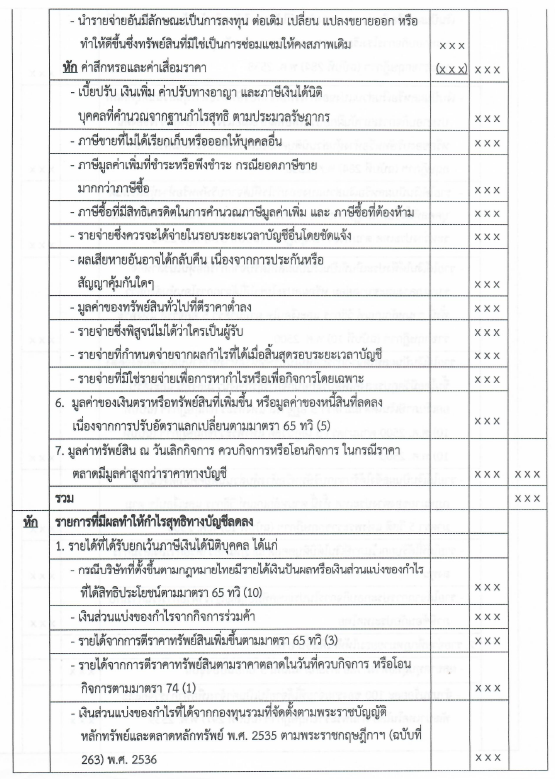 - นำรายจ่ายอันมีลักษณะเป็นการลงทุน ต่อเติม เปลี่ยน แปลงขยายออก หรือ
ทำให้ดีขึ้นซึ่งทรัพย์สินที่มิใช่เป็นการซ่อมแซมให้คงสภาพเดิม x x x
หัก ค่าสึกหรอและค่าเสื่อมราคา (x x x) x x x
- เบี้ยปรับ เงินเพิ่ม ค่าปรับทางอาญา และภาษีเงินได้นิติ
บุคคลที่คำนวณจากฐานกำไรสุทธิ ตามประมวลรัษฎากร x x x
- ภาษีขายที่ไม่ได้เรียกเก็บหรือออกให้บุคคลอื่น x x x
- ภาษีมูลค่าเพิ่มที่ชำระหรือพึงชำระ กรณียอดภาษีขาย
มากกว่าภาษีซื้อ x x x
- ภาษีซื้อที่มีสิทธิเครดิตในการคำนวณภาษีมูลค่าเพิ่ม และ ภาษีซื้อที่ต้องห้าม x x x
- รายจ่ายซึ่งควรจะได้จ่ายในรอบระยะเวลาบัญชีอื่นโดยชัดแจ้ง x x x
- ผลเสียหายอันอาจได้กลับคืน เนื่องจากการประกันหรือ
สัญญาคุ้มกันใดๆ x x x
- มูลค่าของทรัพย์สินทั่วไปที่ตีราคาต่ำลง x x x
- รายจ่ายซึ่งพิสูจน์ไม่ได้ว่าใครเป็นผู้รับ x x x
- รายจ่ายที่กำหนดจ่ายจากผลกำไรที่ได้เมื่อสิ้นสุดรอบระยะเวลาบัญชี x x x
- รายจ่ายที่มิใช่รายจ่ายเพื่อการหากำไรหรือเพื่อกิจการโดยเฉพาะ x x x
6. มูลค่าของเงินตราหรือทรัพย์สินที่เพิ่มขึ้น หรือมูลค่าของหนี้สินที่ลดลง
เนื่องจากการปรับอัตราแลกเปลี่ยนตามมาตรา 65 ทวิ (5) x x x
7. มูลค่าทรัพย์สิน ณ วันเลิกกิจการ ควบกิจการหรือโอนกิจการ ในกรณีราคา
ตลาดมีมูลค่าสูงกว่าราคาทางบัญชี x x x x x x
รวม x x x
หัก รายการที่มีผลทำให้กำไรสุทธิทางบัญชีลดลง
1. รายได้ที่ได้รับยกเว้นภาษีเงินได้นิติบุคคล ได้แก่
- กรณีบริษัทที่ตั้งขึ้นตามกฎหมายไทยมีรายได้เงินปันผลหรือเงินส่วนแบ่งของกำไร
ที่ได้สิทธิประโยชน์ตามมาตรา 65 ทวิ (10) x x x
- เงินส่วนแบ่งของกำไรจากกิจการร่วมค้า x x x
- รายได้จากการตีราคาทรัพย์สินเพิ่มขึ้นตามมาตรา 65 ทวิ (3) x x x
- รายได้จากการตีราคาทรัพย์สินตามราคาตลาดในวันที่ควบกิจการ หรือโอน
กิจการตามมาตรา 74 (1) x x x
- เงินส่วนแบ่งของกำไรที่ได้จากกองทุนรวมที่จัดตั้งตามพระราชบัญญัติ
หลักทรัพย์และตลาดหลักทรัพย์ พ.ศ. 2535 ตามพระราชกฤษฎีกาฯ (ฉบับที่
263) พ.ศ. 2536 x x x